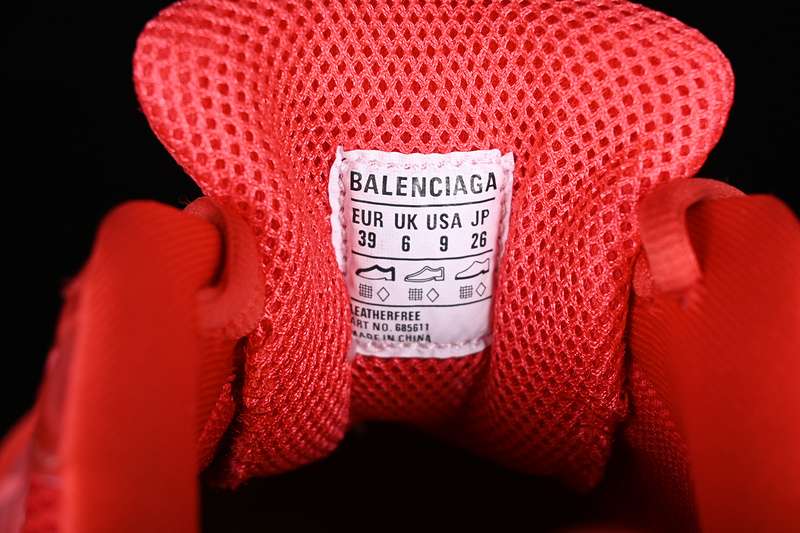 BALENCIAGA
EUR UK USA JP
39 6 9 26
LEATHERFREE
ART NO. 685611
MADE IN CHINA